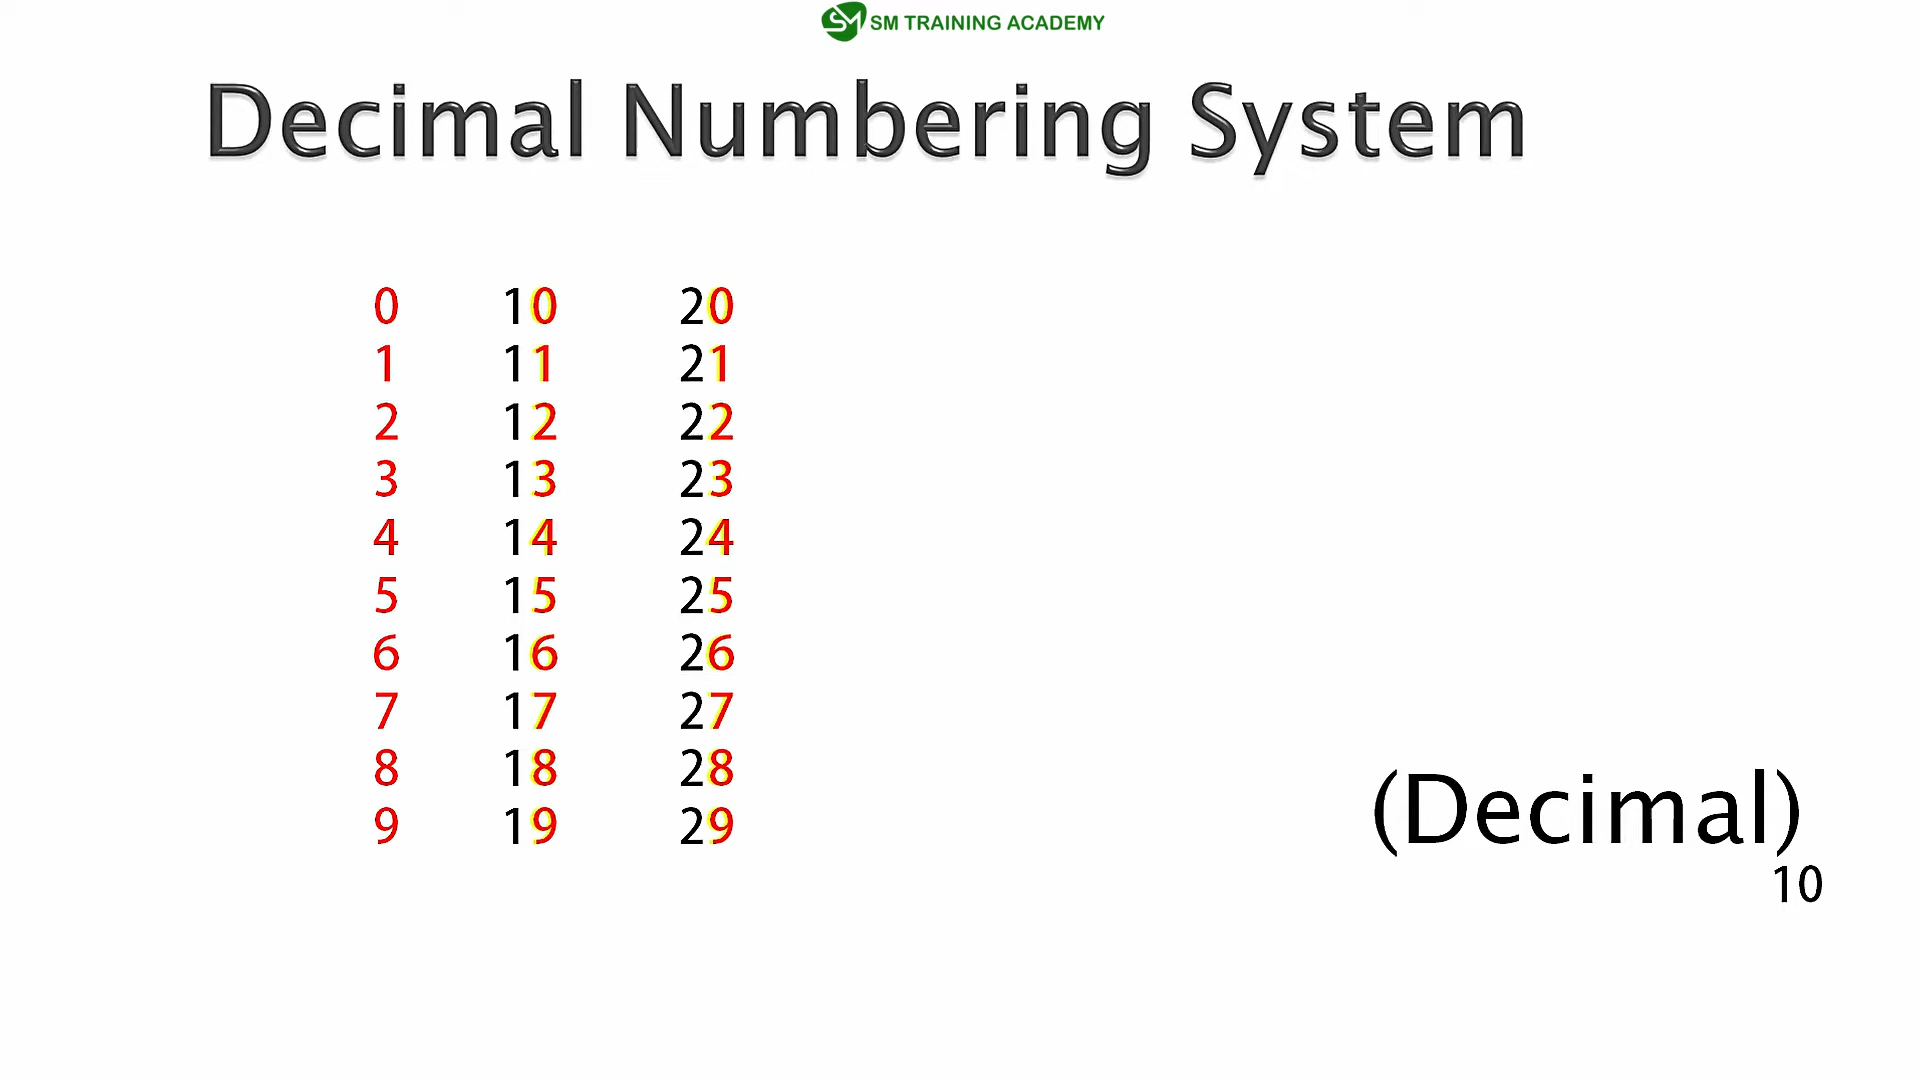 SM SM TRAINING ACADEMY
Decimal Numbering System
0 10 20
1 11 21
2 12 22
3 13 23
4 14 24
5 15 25
6 16 26
7 17 27
8 18 28
9 19 29
(Decimal)
10